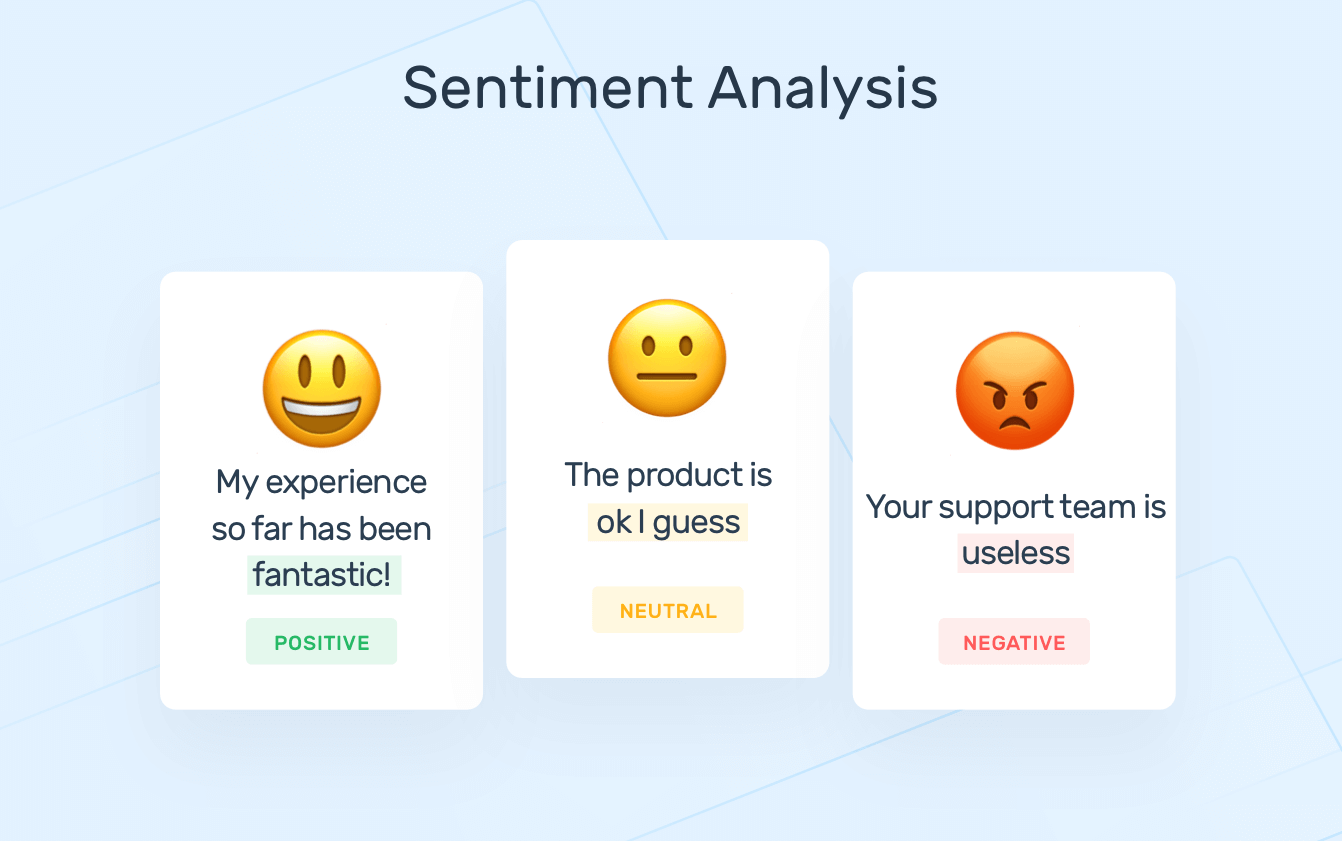 Sentiment Analysis
My experience
so far has been
fantastic!
POSITIVE
The product is
ok I guess
NEUTRAL
Your support team is
useless
NEGATIVE